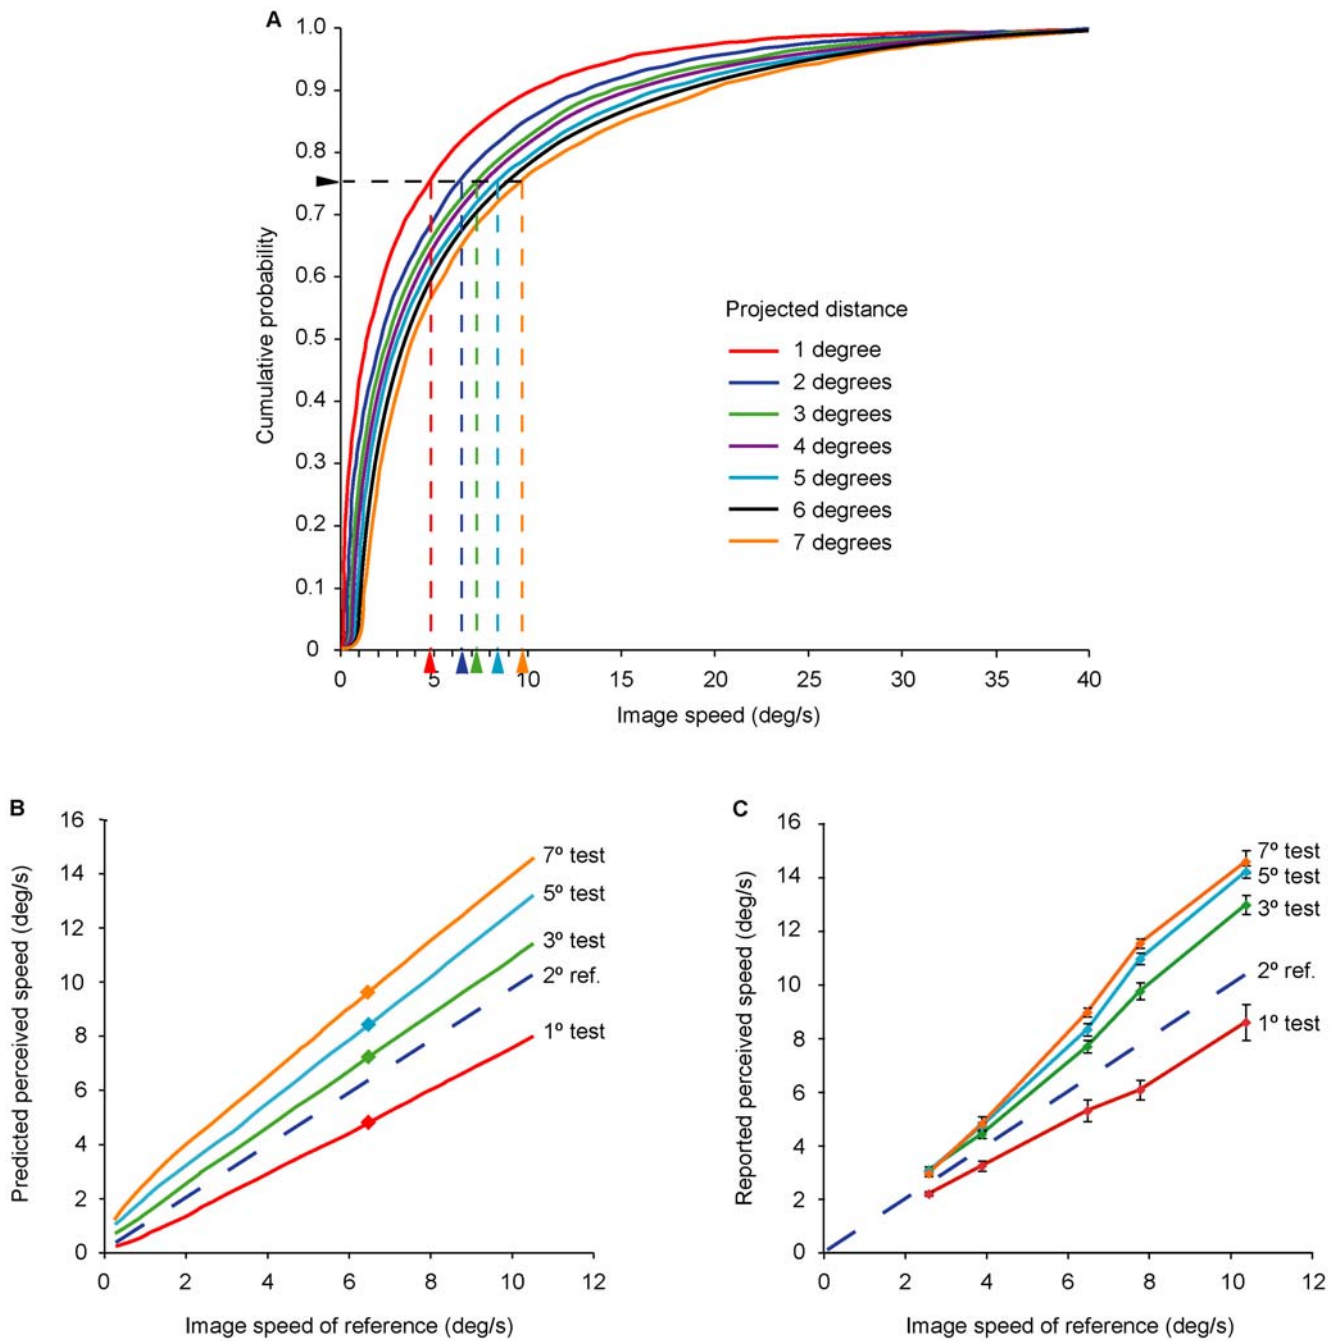 A
1.0
0.9
0.8
0.7
0.6
0.5
0.4
0.3
0.2
0.1
0
Cumulative probability
0 5 10 15 20 25 30 35 40
Image speed (deg/s)
Projected distance
1 degree
2 degrees
3 degrees
4 degrees
5 degrees
6 degrees
7 degrees
B
16
14
12
10
8
6
4
2
0
Predicted perceived speed (deg/s)
7º test
5º test
3º test
2º ref.
1º test
0 2 4 6 8 10 12
Image speed of reference (deg/s)
C
16
14
12
10
8
6
4
2
0
Reported perceived speed (deg/s)
7º test
5º test
3º test
2º ref.
1º test
0 2 4 6 8 10 12
Image speed of reference (deg/s)